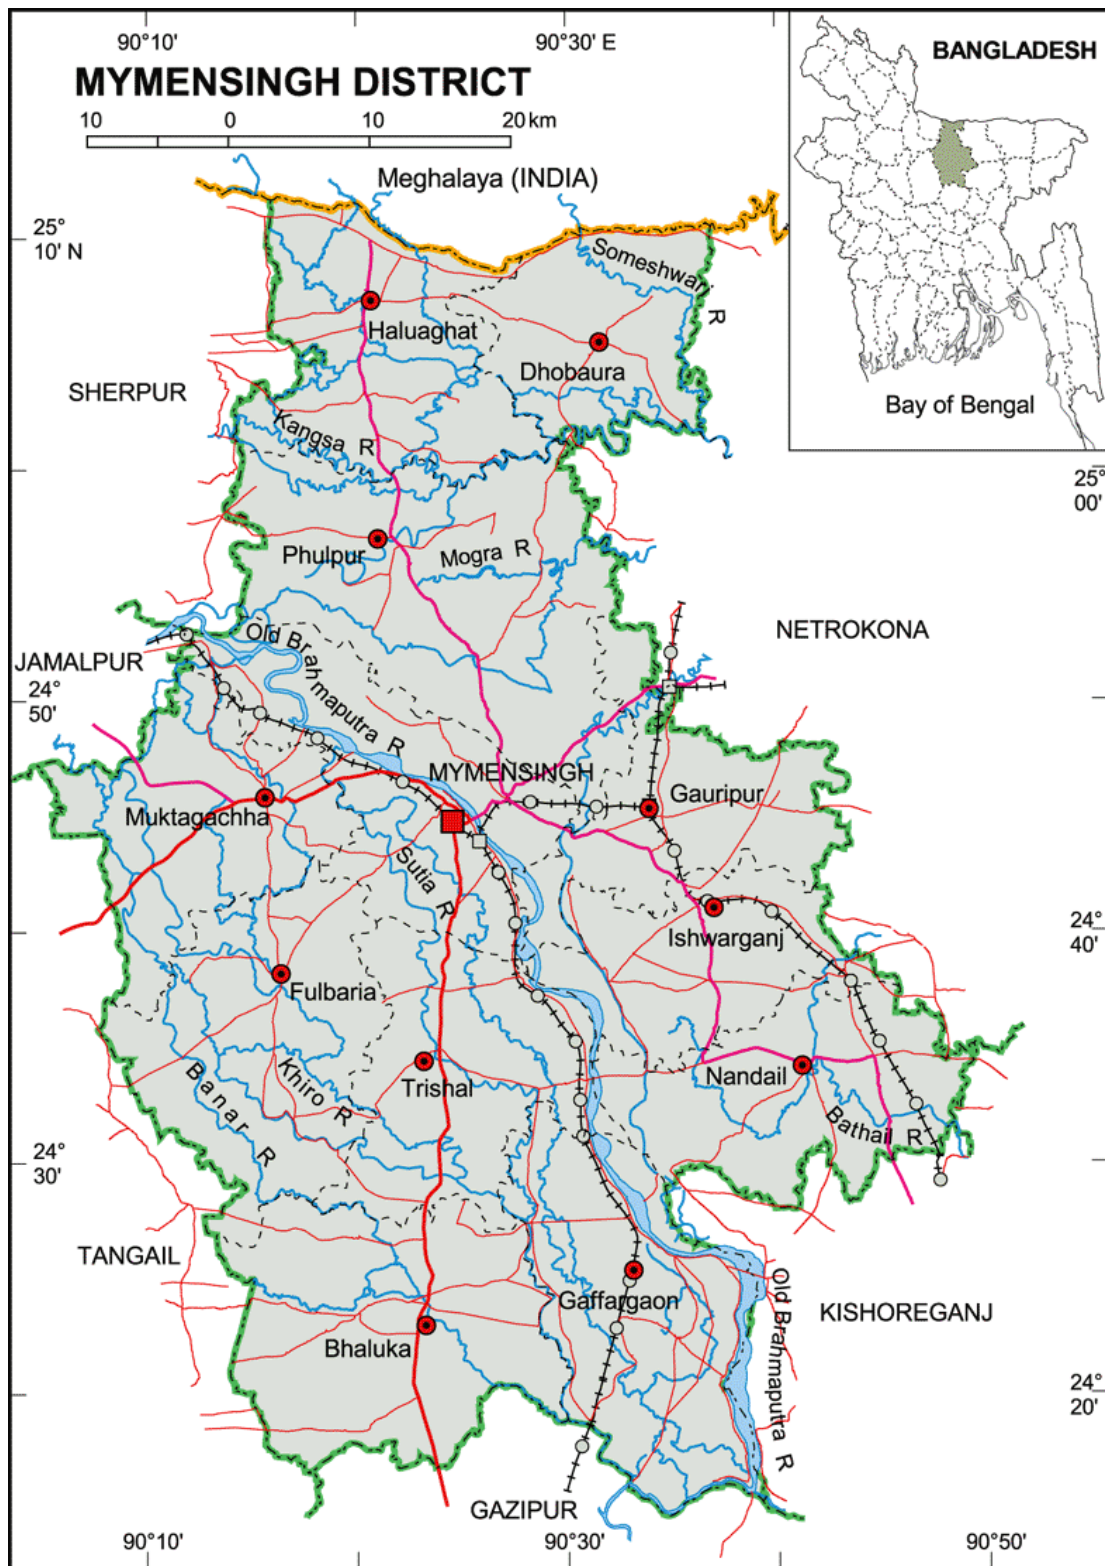 90°10'
90°30' E
BANGLADESH
MYMENSINGH DISTRICT
10 0 10 20 km
Meghalaya (INDIA)
25°
10' N
Someshwari R
Haluaghat
Dhobaura
SHERPUR
Bay of Bengal
Kangsa R
25°
00'
Phulpur
Mogra R
Old Brahmaputra R
NETROKONA
JAMALPUR
24°
50'
MYMENSINGH
Gauripur
Muktagachha
Sutia R
Ishwarganj
24°
40'
Fulbaria
Khiro R
Banar R
Trishal
Nandail
Bathail R
24°
30'
TANGAIL
Old Brahmaputra R
Gaffargaon
KISHOREGANJ
Bhaluka
24°
20'
GAZIPUR
90°10'
90°30'
90°50'